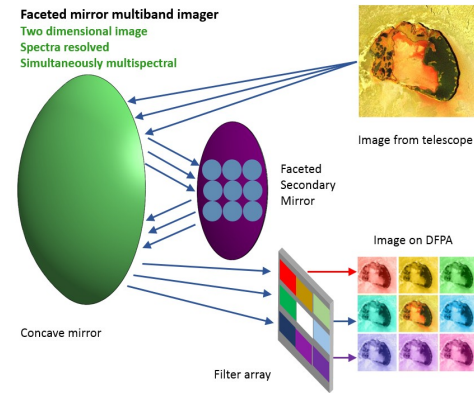 Faceted mirror multiband imager
Two dimensional image
Spectra resolved
Simultaneously multispectral
Image from telescope
Faceted
Secondary
Mirror
Image on DFPA
Concave mirror
Filter array